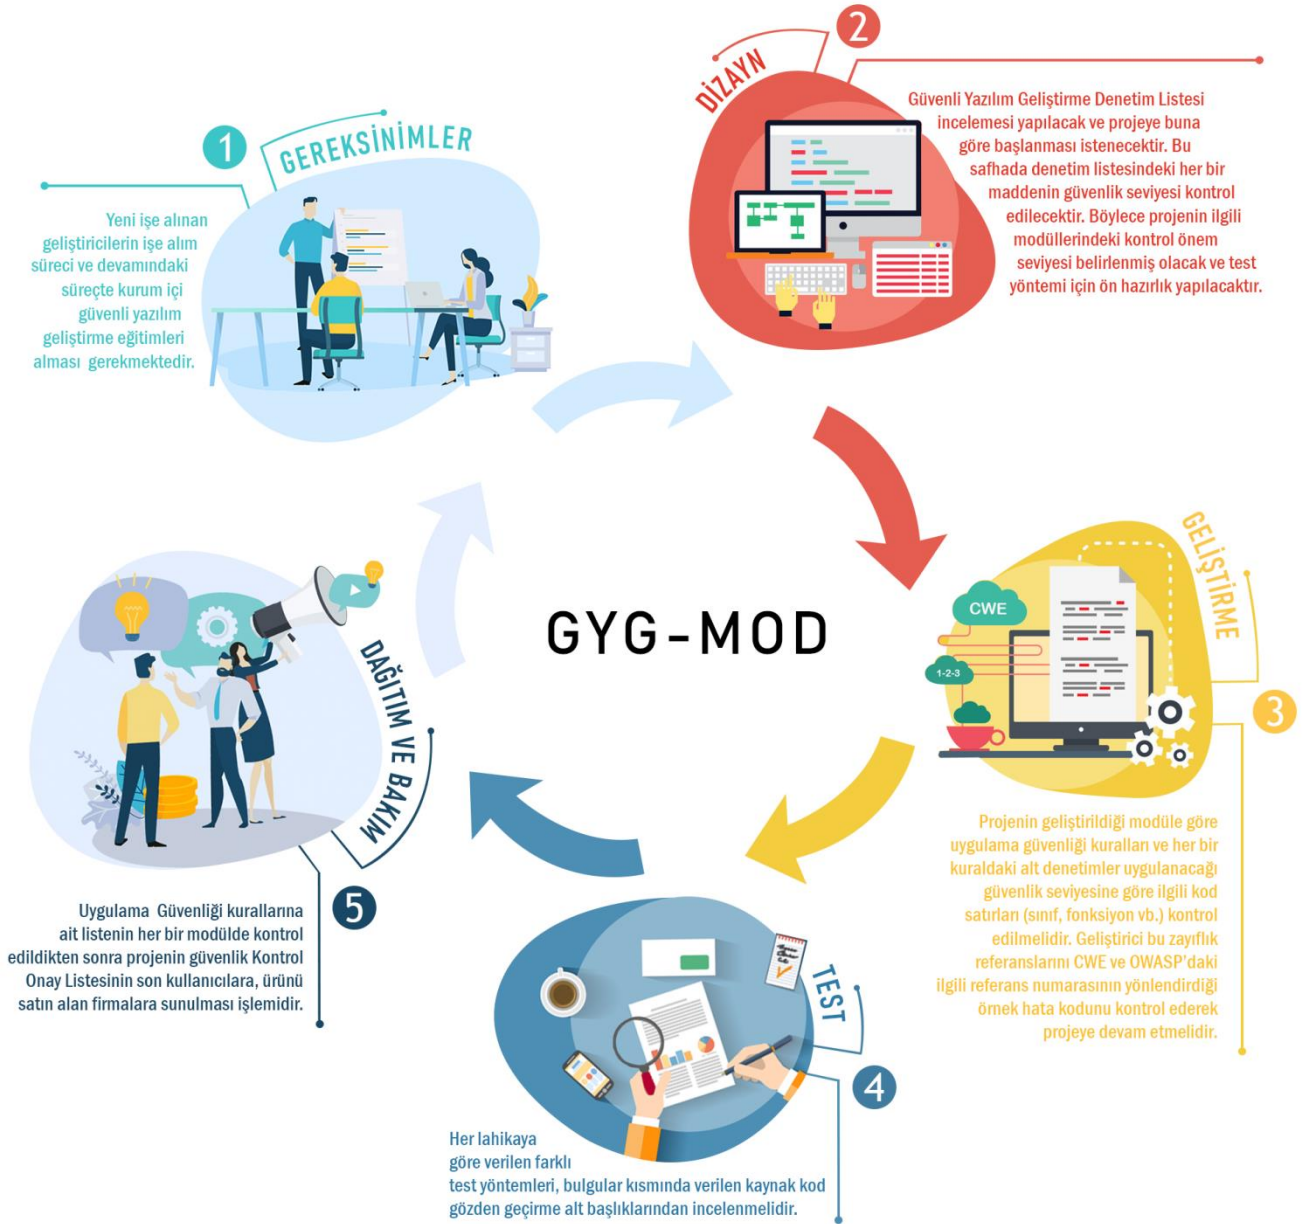 1
GEREKSİNİMLER
Yeni işe alınan
geliştiricilerin işe alım
süreci ve devamındaki
süreçte kurum içi
güvenli yazılım
geliştirme eğitimleri
alması gerekmektedir.
2
DİZAYN
Güvenli Yazılım Geliştirme Denetim Listesi
incelemesi yapılacak ve projeye buna
göre başlanması istenecektir. Bu
safhada denetim listesindeki her bir
maddenin güvenlik seviyesi kontrol
edilecektir. Böylece projenin ilgili
modüllerindeki kontrol önem
seviyesi belirlenmiş olacak ve test
yöntemi için ön hazırlık yapılacaktır.
GYG-MOD
GELİŞTİRME
CWE
1-2-3
3
Projenin geliştirildiği modüle göre
uygulama güvenliği kuralları ve her bir
kuraldaki alt denetimler uygulanacağı
güvenlik seviyesine göre ilgili kod
satırları (sınıf, fonksiyon vb.) kontrol
edilmelidir. Geliştirici bu zayıflık
referanslarını CWE ve OWASP'daki
ilgili referans numarasının yönlendirdiği
örnek hata kodunu kontrol ederek
projeye devam etmelidir.
TEST
4
Her lahikaya
göre verilen farklı
test yöntemleri, bulgular kısmında verilen kaynak kod
gözden geçirme alt başlıklarından incelenmelidir.
DAĞITIM VE BAKIM
5
Uygulama Güvenliği kurallarına
ait listenin her bir modülde kontrol
edildikten sonra projenin güvenlik Kontrol
Onay Listesinin son kullanıcılara, ürünü
satın alan firmalara sunulması işlemidir.